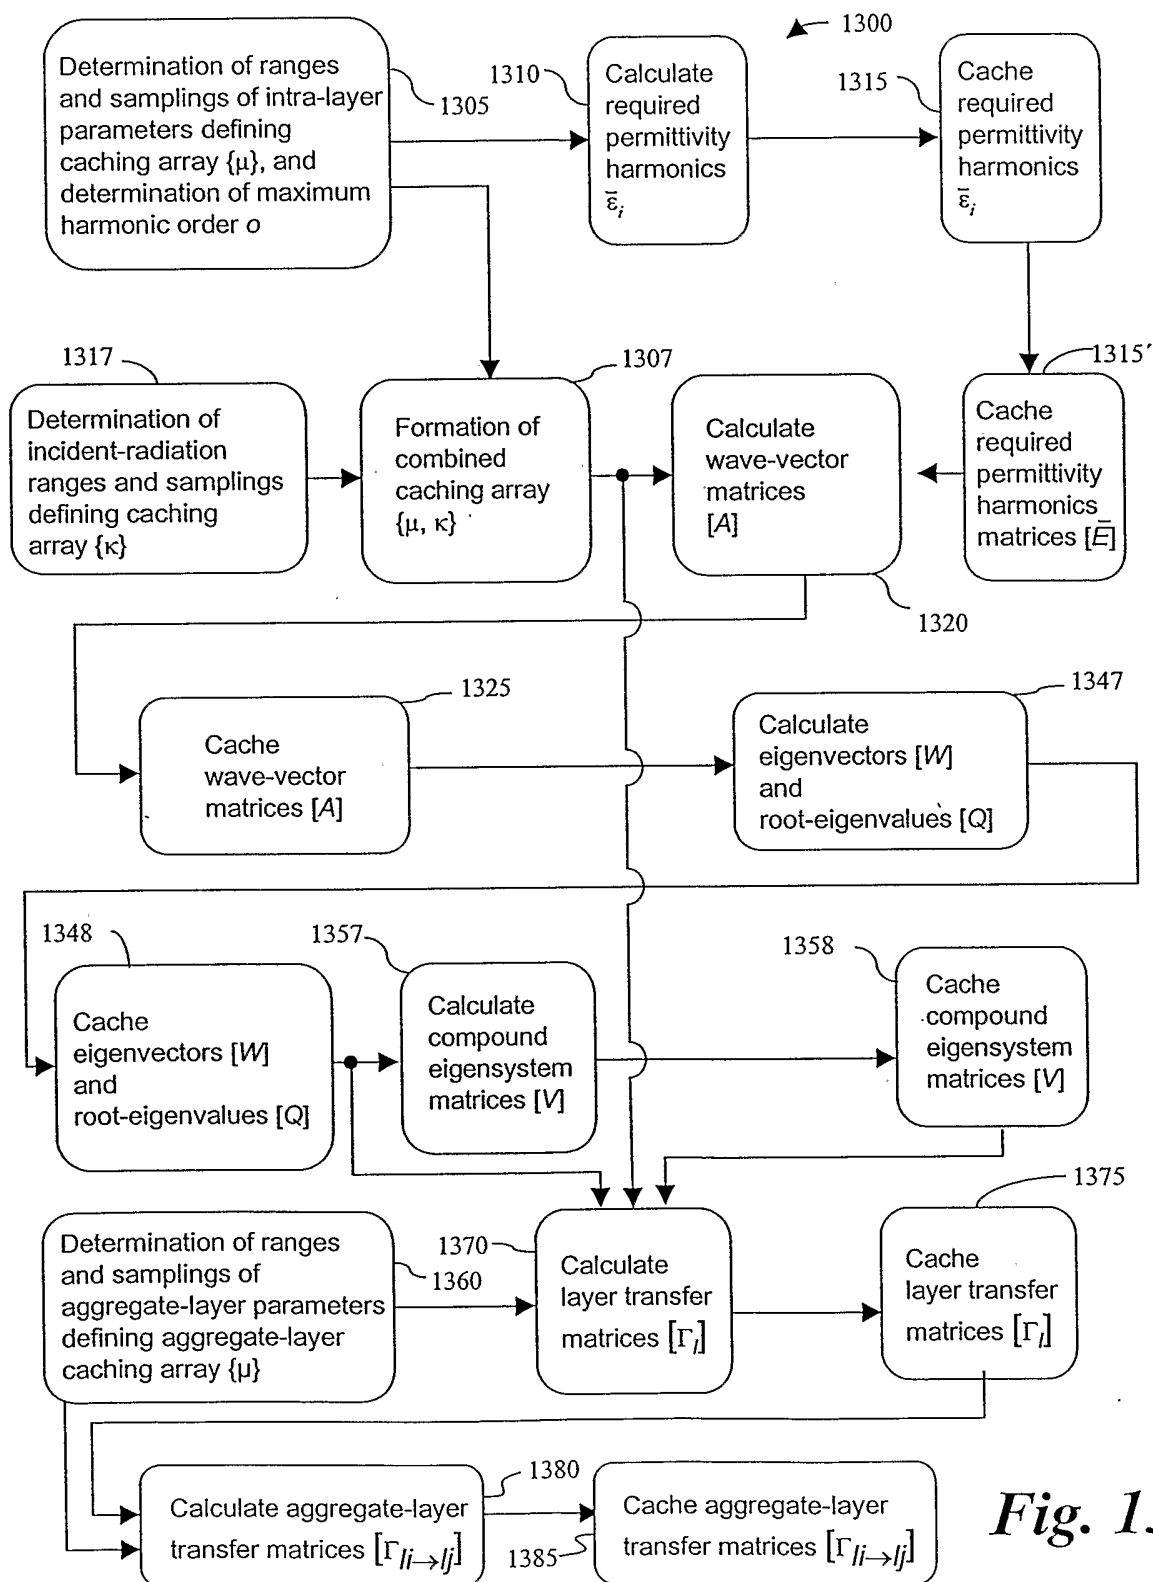 1300
Determination of ranges
and samplings of intra-layer
parameters defining
caching array {μ}, and
determination of maximum
harmonic order o
1305
1310
Calculate
required
permittivity
harmonics
ε̄i
1315
Cache
required
permittivity
harmonics
ε̄i
1317
Determination of
incident-radiation
ranges and samplings
defining caching
array {κ}
1307
Formation of
combined
caching array
{μ, κ}
Calculate
wave-vector
matrices
[A]
1320
1315´
Cache
required
permittivity
harmonics
matrices [Ē]
1325
Cache
wave-vector
matrices [A]
1347
Calculate
eigenvectors [W]
and
root-eigenvalues [Q]
1348
Cache
eigenvectors [W]
and
root-eigenvalues [Q]
1357
Calculate
compound
eigensystem
matrices [V]
1358
Cache
compound
eigensystem
matrices [V]
Determination of ranges
and samplings of
aggregate-layer parameters
defining aggregate-layer
caching array {μ}
1360
1370
Calculate
layer transfer
matrices [Γl]
1375
Cache
layer transfer
matrices [Γl]
1380
Calculate aggregate-layer
transfer matrices [Γli→lj]
1385
Cache aggregate-layer
transfer matrices [Γli→lj]
Fig. 1